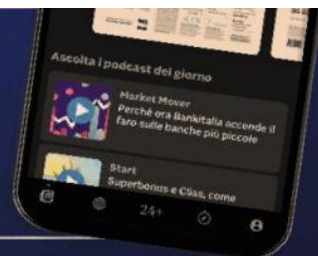 Ascolta i podcast del giorno
Market Mover
Perché ora Bankitalia accende il
faro sulle banche più piccole
Start
Superbonus e Cilas, come
24+